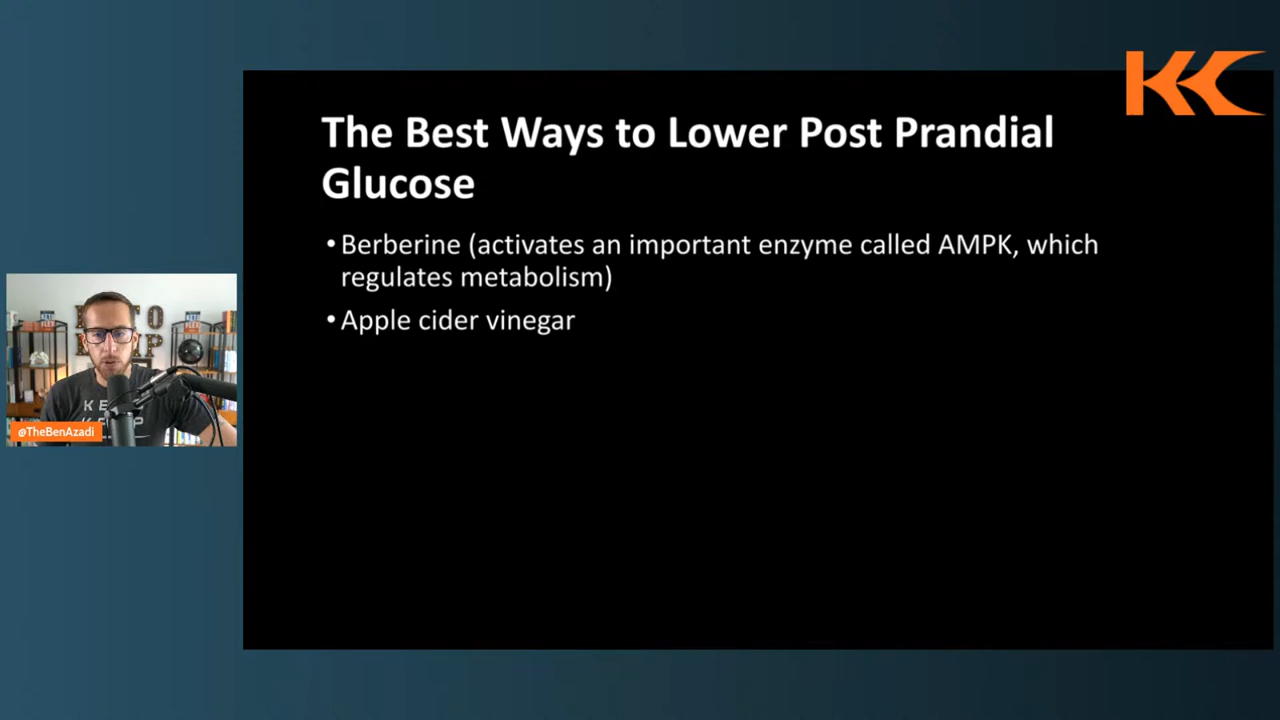 The Best Ways to Lower Post Prandial
Glucose
•Berberine (activates an important enzyme called AMPK, which
regulates metabolism)
•Apple cider vinegar
KC
@TheBenAzadi